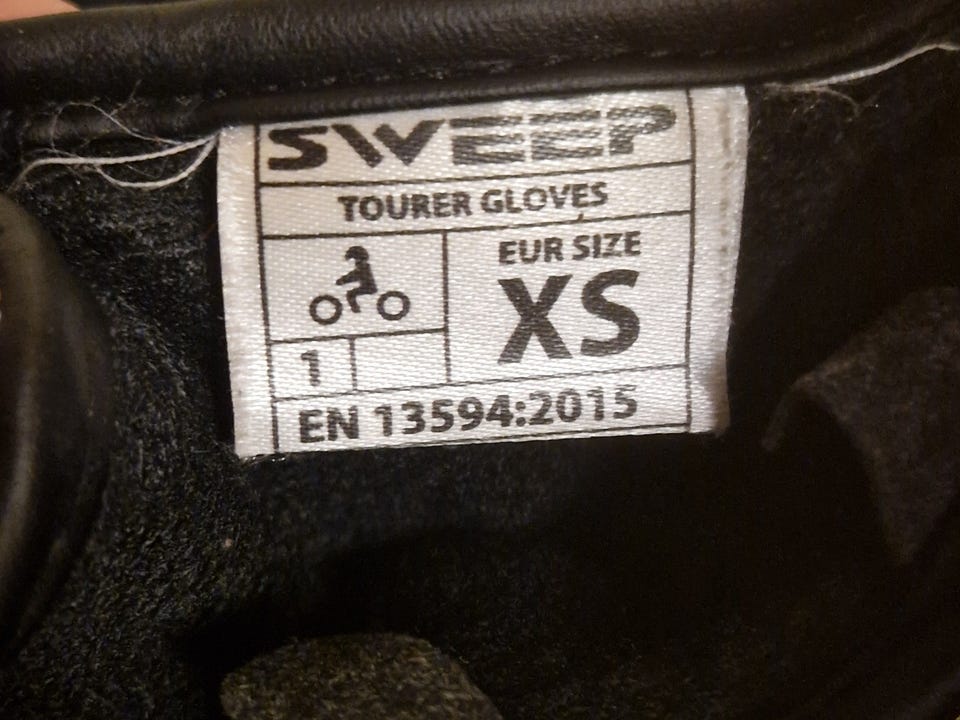 SWEEP
TOURER GLOVES
EUR SIZE
XS
1
EN 13594:2015